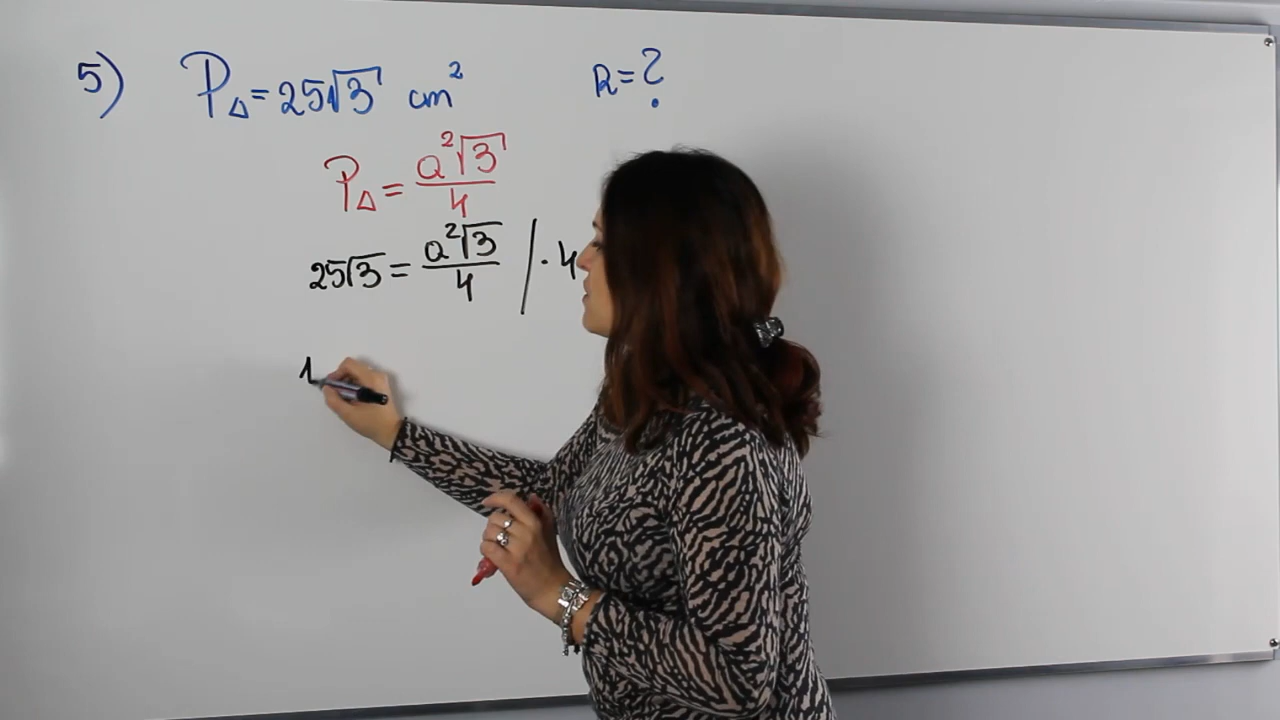 5) P△ = 25√3 cm² R = ?
P△ = a²√3/4
25√3 = a²√3/4 / · 4
1